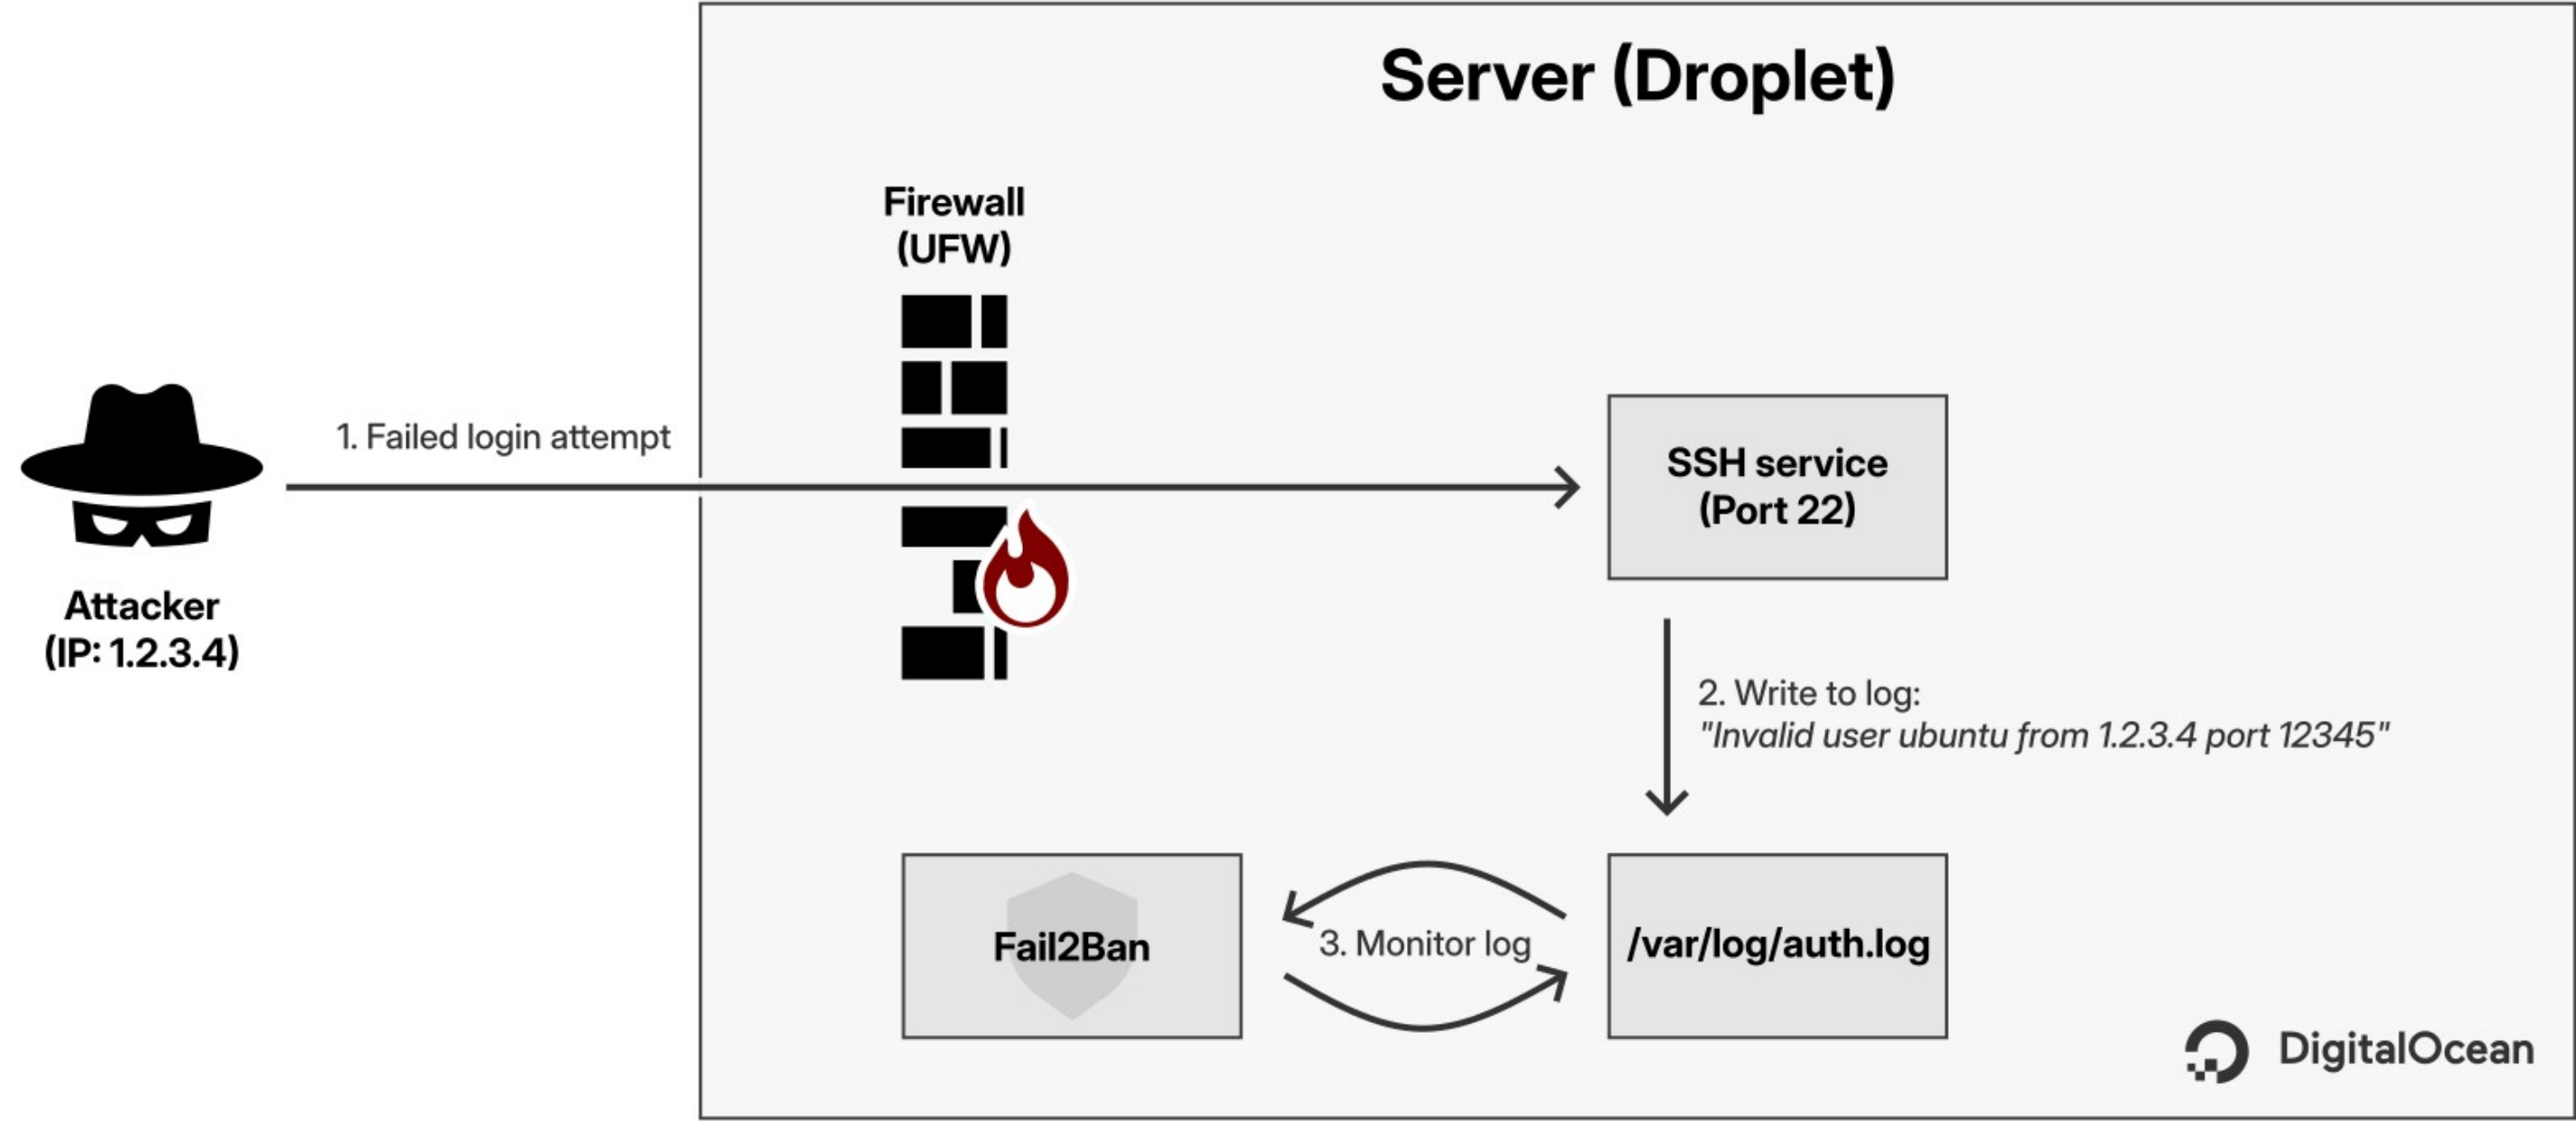 Server (Droplet)
Firewall
(UFW)
1. Failed login attempt
Attacker
(IP: 1.2.3.4)
SSH service
(Port 22)
2. Write to log:
"Invalid user ubuntu from 1.2.3.4 port 12345"
Fail2Ban
3. Monitor log
/var/log/auth.log
DigitalOcean